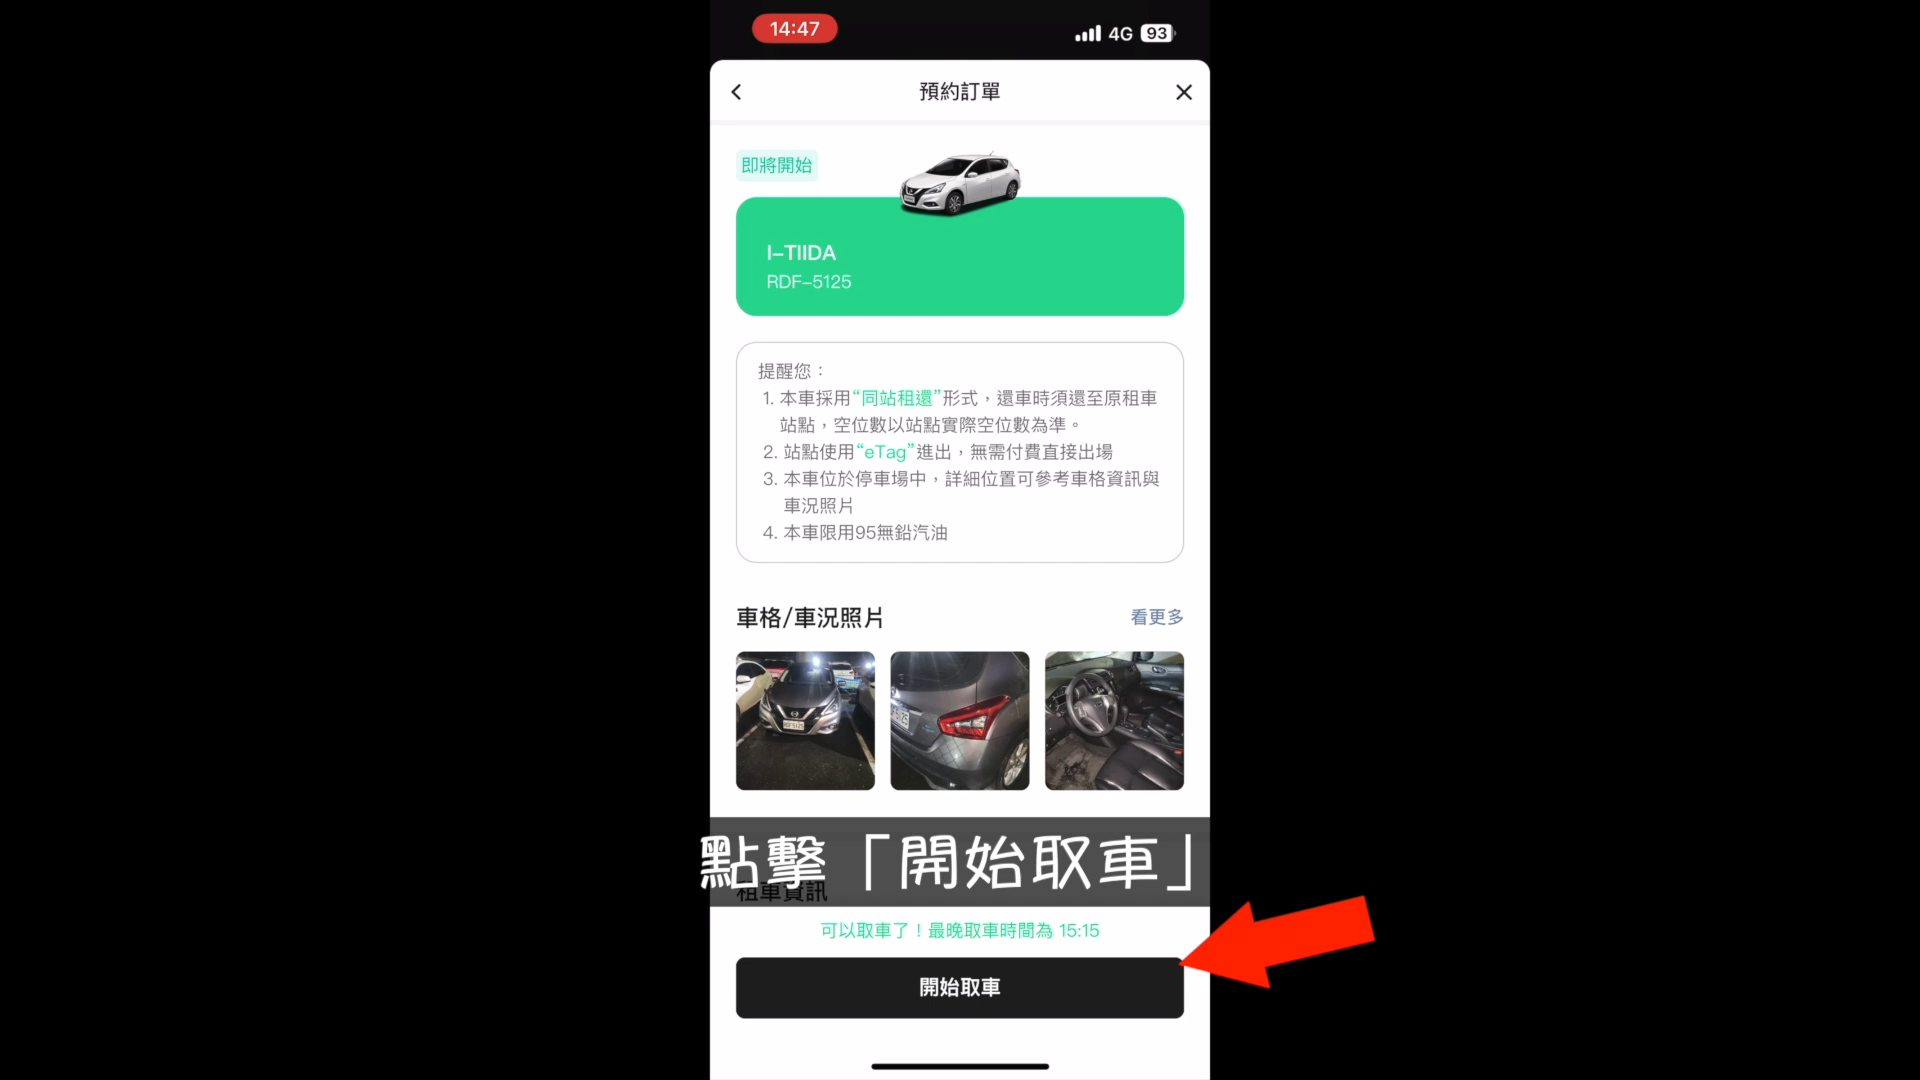 14:47
4G 93
預約訂單
即將開始
I-TIIDA
RDF-5125
提醒您：
1. 本車採用“同站租還”形式，還車時須還至原租車
站點，空位數以站點實際空位數為準。
2. 站點使用“eTag”進出，無需付費直接出場
3. 本車位於停車場中，詳細位置可參考車格資訊與
車況照片
4. 本車限用95無鉛汽油
車格/車況照片
看更多
點擊「開始取車」
租車資訊
可以取車了！最晚取車時間為 15:15
開始取車